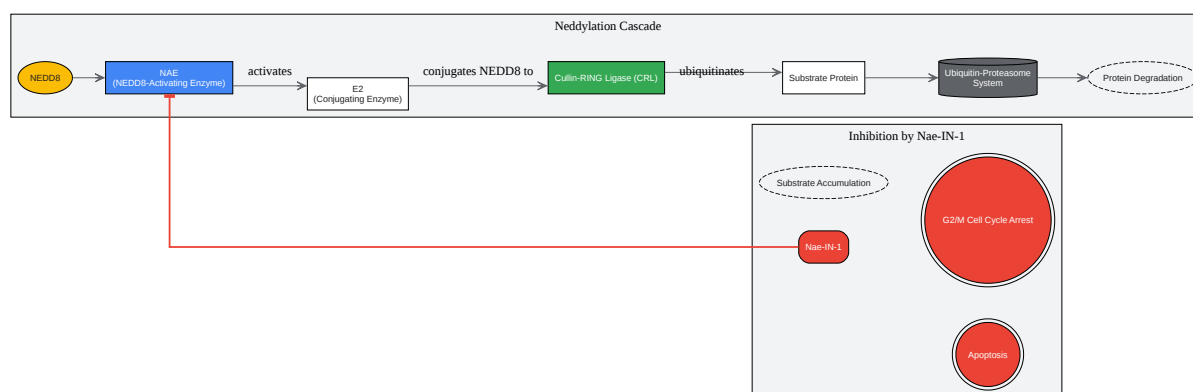 Neddylation Cascade
NEDD8
NAE
(NEDD8-Activating Enzyme)
activates
E2
(Conjugating Enzyme)
conjugates NEDD8 to
Cullin-RING Ligase (CRL)
ubiquitinates
Substrate Protein
Ubiquitin-Proteasome
System
Protein Degradation
Inhibition by Nae-IN-1
Substrate Accumulation
G2/M Cell Cycle Arrest
Nae-IN-1
Apoptosis